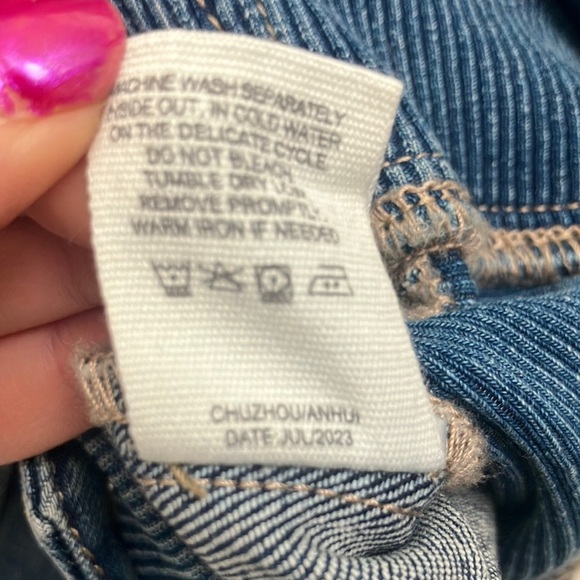 MACHINE WASH SEPARATELY
INSIDE OUT, IN COLD WATER
ON THE DELICATE CYCLE
DO NOT BLEACH
TUMBLE DRY
REMOVE PROMPTLY
WARM IRON IF NEEDED
CHUZHOU/ANHUI
DATE JUL/2023